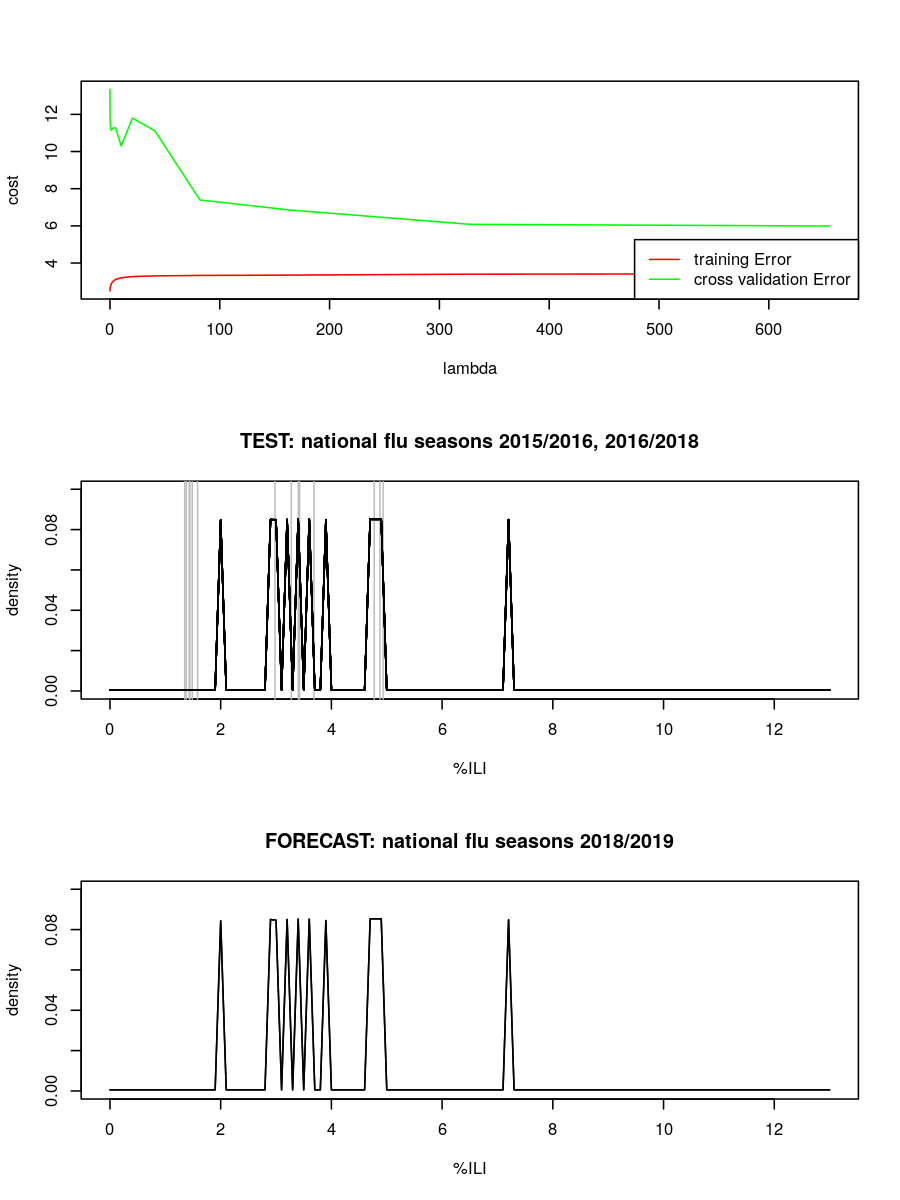 12
10
8
6
4
cost
training Error
cross validation Error
0 100 200 300 400 500 600
lambda
TEST: national flu seasons 2015/2016, 2016/2018
0.08
0.04
0.00
density
0 2 4 6 8 10 12
%ILI
FORECAST: national flu seasons 2018/2019
0.08
0.04
0.00
density
0 2 4 6 8 10 12
%ILI